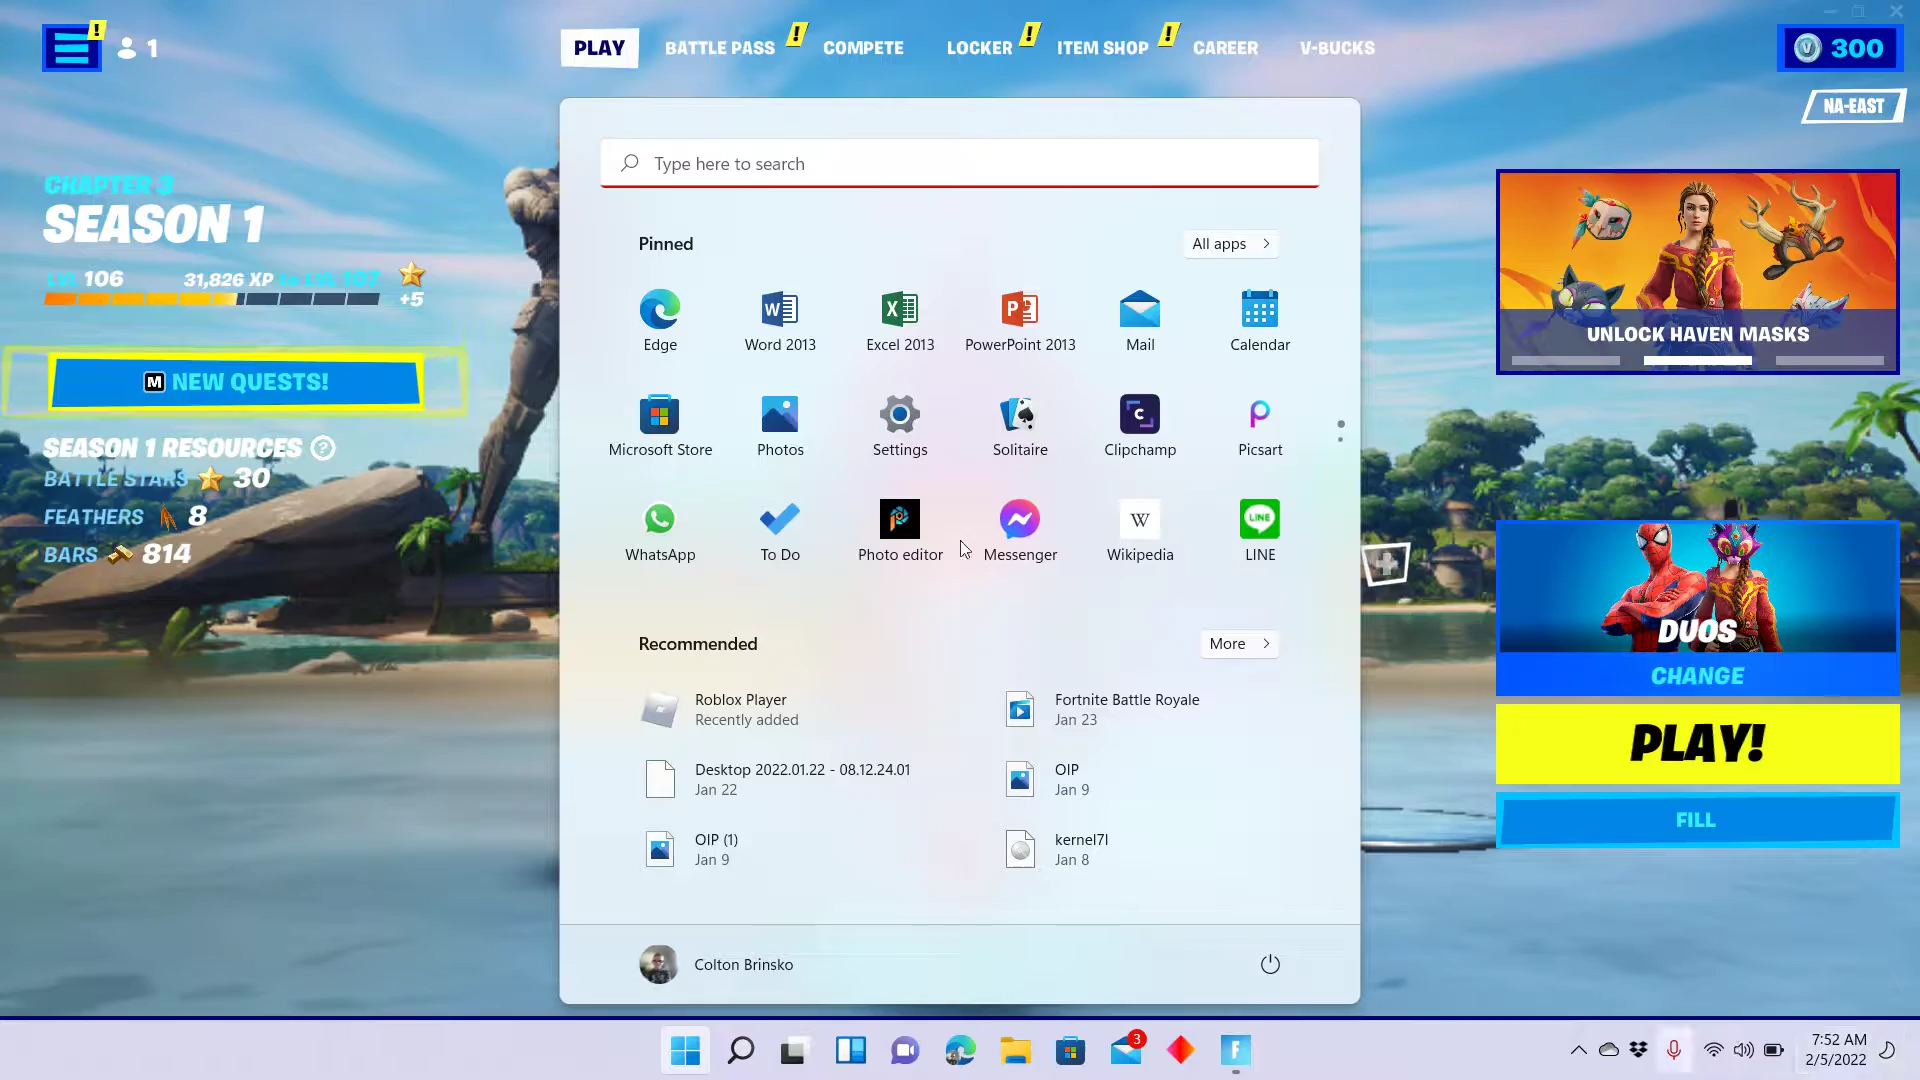 !
1
PLAY
BATTLE PASS
!
COMPETE
LOCKER
!
ITEM SHOP
!
CAREER
V-BUCKS
V 300
NA-EAST
CHAPTER 3
SEASON 1
LVL 106 31,826 XP to LVL 107
+5
M NEW QUESTS!
SEASON 1 RESOURCES ?
BATTLE STARS 30
FEATHERS 8
BARS 814
Type here to search
Pinned
All apps
Edge
Word 2013
Excel 2013
PowerPoint 2013
Mail
Calendar
Microsoft Store
Photos
Settings
Solitaire
Clipchamp
Picsart
WhatsApp
To Do
Photo editor
Messenger
W
Wikipedia
LINE
LINE
Recommended
More
Roblox Player
Recently added
Fortnite Battle Royale
Jan 23
Desktop 2022.01.22 - 08.12.24.01
Jan 22
OIP
Jan 9
OIP (1)
Jan 9
kernel7l
Jan 8
Colton Brinsko
UNLOCK HAVEN MASKS
DUOS
CHANGE
PLAY!
FILL
3
F
7:52 AM
2/5/2022